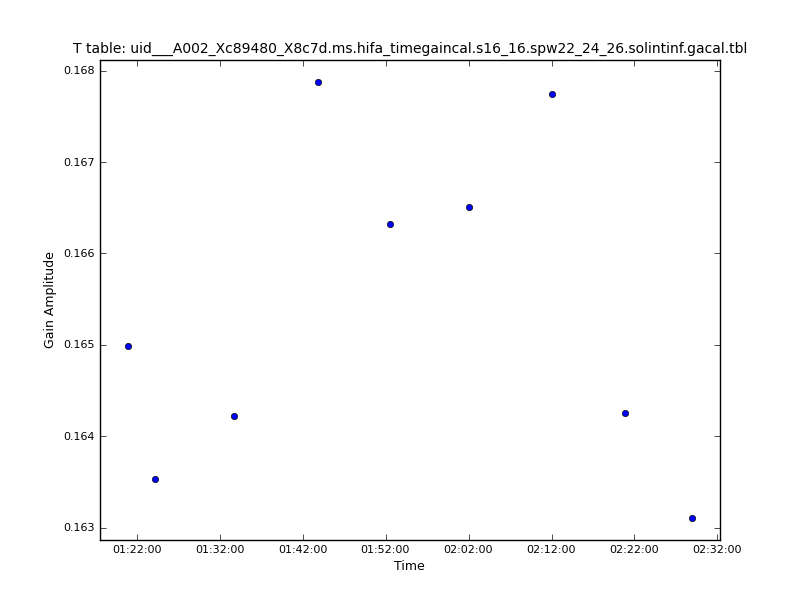 T table: uid___A002_Xc89480_X8c7d.ms.hifa_timegaincal.s16_16.spw22_24_26.solintinf.gacal.tbl
0.168
0.167
0.166
0.165
0.164
0.163
Gain Amplitude
01:22:00 01:32:00 01:42:00 01:52:00 02:02:00 02:12:00 02:22:00 02:32:00
Time